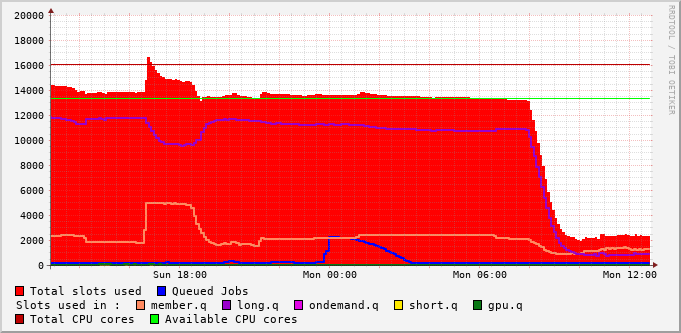 20000
18000
16000
14000
12000
10000
8000
6000
4000
2000
0
Sun 18:00 Mon 00:00 Mon 06:00 Mon 12:00
Total slots used Queued Jobs
Slots used in : member.q long.q ondemand.q short.q gpu.q
Total CPU cores Available CPU cores
RRDTOOL / TOBI OETIKER